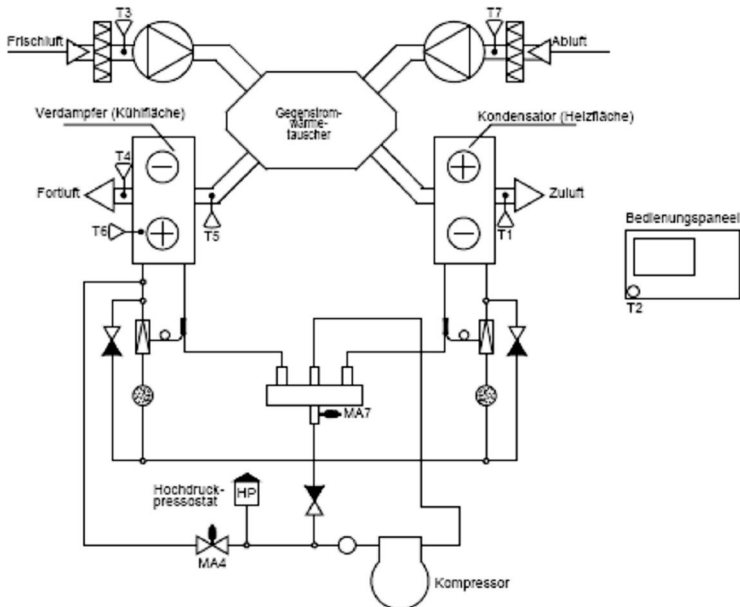 T3
T7
Frischluft
Abluft
Verdampfer (Kühlfläche)
Gegenstrom-
wärme-
tauscher
Kondensator (Heizfläche)
T4
Fortluft
Zuluft
T6
T5
T1
Bedienungspaneel
T2
MA7
Hochdruck-
pressostat
HP
MA4
Kompressor